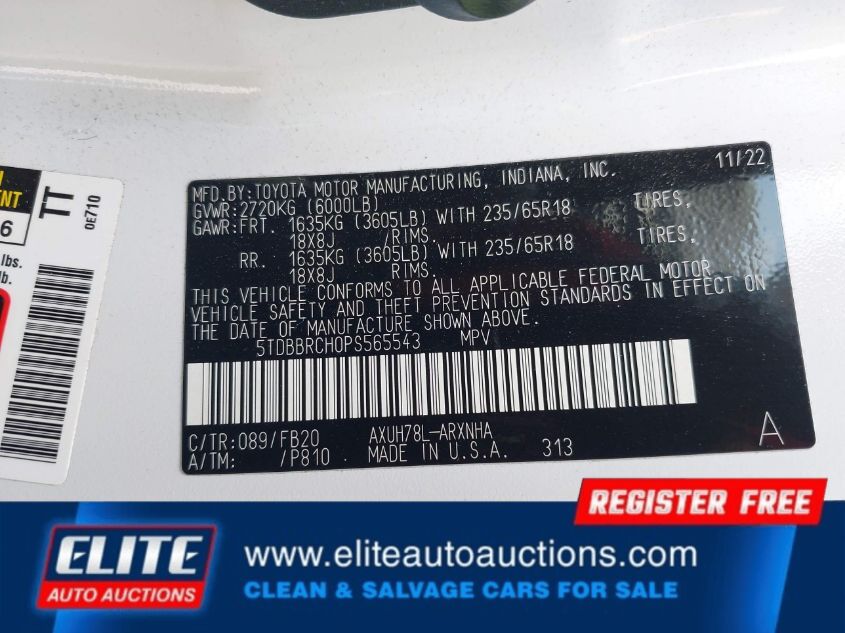 ENT
6
TT
0E710
lbs.
lb.
11/22
MFD.BY:TOYOTA MOTOR MANUFACTURING, INDIANA, INC.
GVWR:2720KG (6000LB)
GAWR:FRT. 1635KG (3605LB) WITH 235/65R18 TIRES,
18X8J /RIMS.
RR. 1635KG (3605LB) WITH 235/65R18 TIRES,
18X8J RIMS.
THIS VEHICLE CONFORMS TO ALL APPLICABLE FEDERAL MOTOR
VEHICLE SAFETY AND THEFT PREVENTION STANDARDS IN EFFECT ON
THE DATE OF MANUFACTURE SHOWN ABOVE.
5TDBBRCH0PS565543 MPV
C/TR:089/FB20 AXUH78L-ARXNHA
A/TM: /P810 MADE IN U.S.A. 313
A
REGISTER FREE
ELITE
AUTO AUCTIONS
www.eliteautoauctions.com
CLEAN & SALVAGE CARS FOR SALE